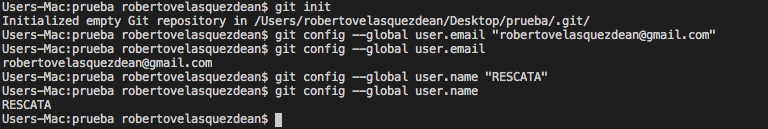 Users-Mac:prueba robertovelasquezdean$ git init
Initialized empty Git repository in /Users/robertovelasquezdean/Desktop/prueba/.git/
Users-Mac:prueba robertovelasquezdean$ git config --global user.email "robertovelasquezdean@gmail.com"
Users-Mac:prueba robertovelasquezdean$ git config --global user.email
robertovelasquezdean@gmail.com
Users-Mac:prueba robertovelasquezdean$ git config --global user.name "RESCATA"
Users-Mac:prueba robertovelasquezdean$ git config --global user.name
RESCATA
Users-Mac:prueba robertovelasquezdean$